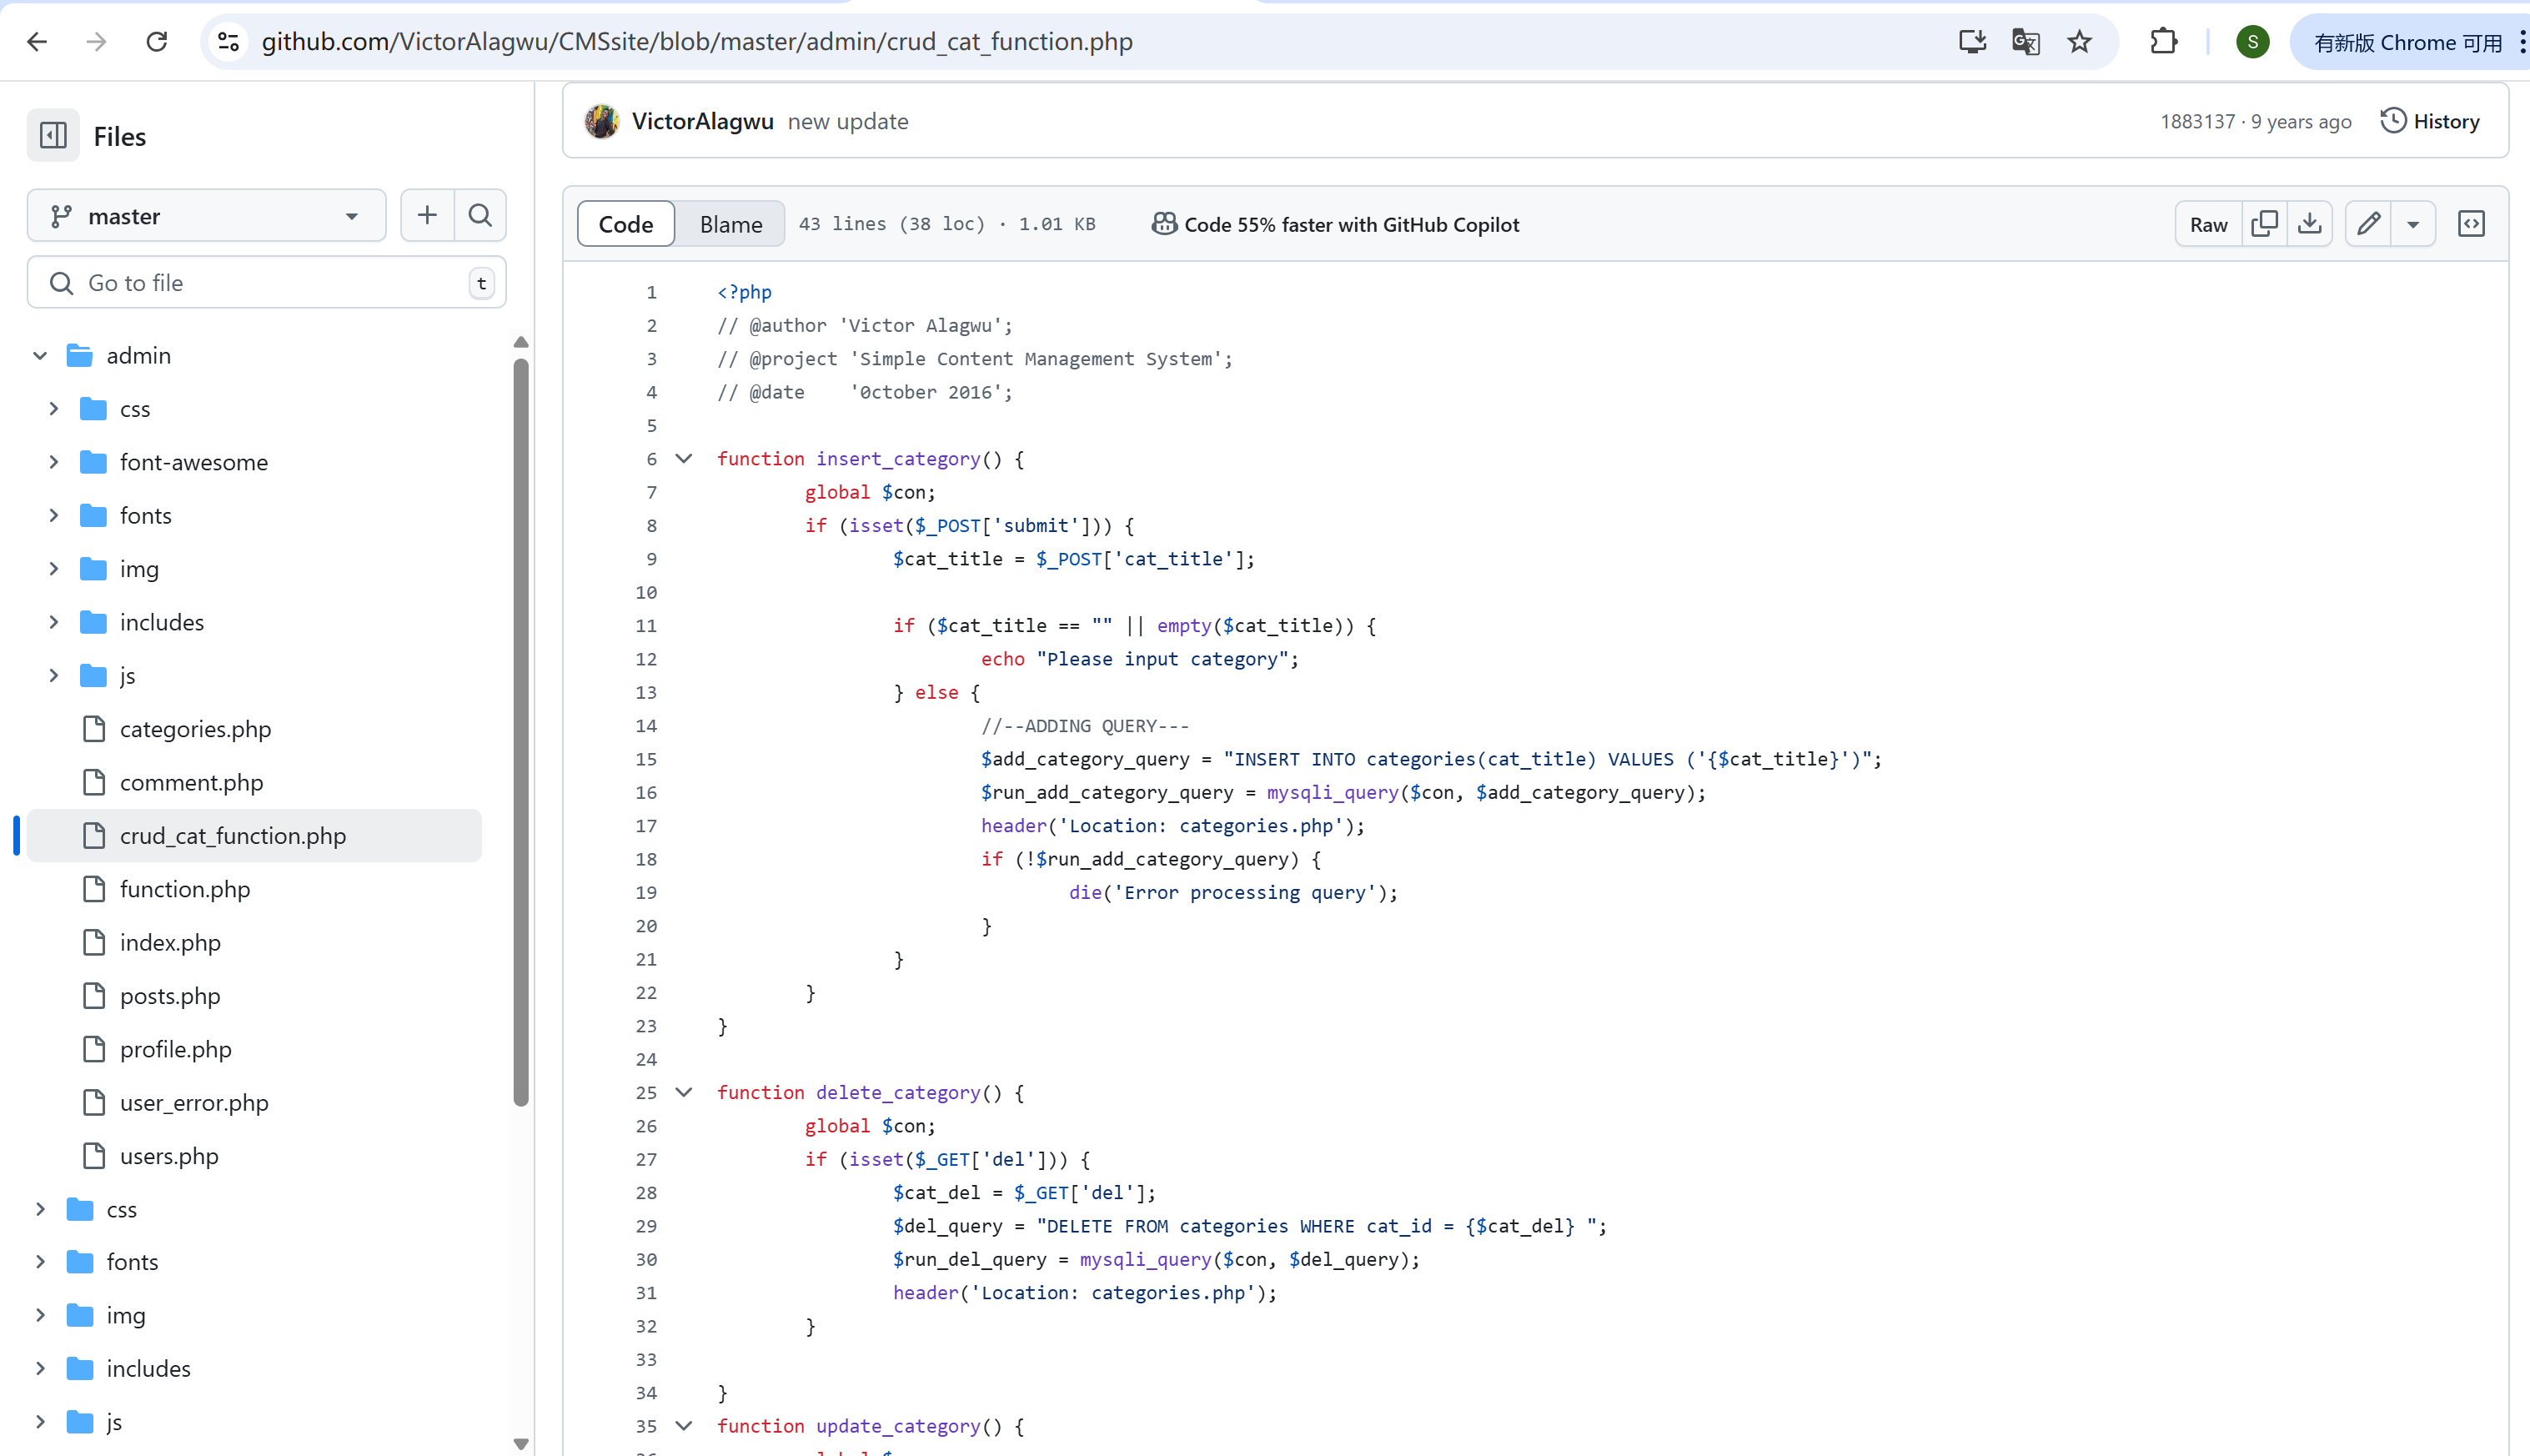 github.com/VictorAlagwu/CMSsite/blob/master/admin/crud_cat_function.php
S
有新版 Chrome 可用
Files
master
Go to file
t
admin
css
font-awesome
fonts
img
includes
js
categories.php
comment.php
crud_cat_function.php
function.php
index.php
posts.php
profile.php
user_error.php
users.php
css
fonts
img
includes
js
VictorAlagwu new update
1883137 · 9 years ago
History
Code Blame 43 lines (38 loc) · 1.01 KB
Code 55% faster with GitHub Copilot
Raw
1 <?php
2 // @author 'Victor Alagwu';
3 // @project 'Simple Content Management System';
4 // @date    '0ctober 2016';
5
6 function insert_category() {
7         global $con;
8         if (isset($_POST['submit'])) {
9                 $cat_title = $_POST['cat_title'];
10
11                 if ($cat_title == "" || empty($cat_title)) {
12                         echo "Please input category";
13                 } else {
14                         //--ADDING QUERY---
15                         $add_category_query = "INSERT INTO categories(cat_title) VALUES ('{$cat_title}')";
16                         $run_add_category_query = mysqli_query($con, $add_category_query);
17                         header('Location: categories.php');
18                         if (!$run_add_category_query) {
19                                 die('Error processing query');
20                         }
21                 }
22         }
23 }
24
25 function delete_category() {
26         global $con;
27         if (isset($_GET['del'])) {
28                 $cat_del = $_GET['del'];
29                 $del_query = "DELETE FROM categories WHERE cat_id = {$cat_del} ";
30                 $run_del_query = mysqli_query($con, $del_query);
31                 header('Location: categories.php');
32         }
33
34 }
35 function update_category() {